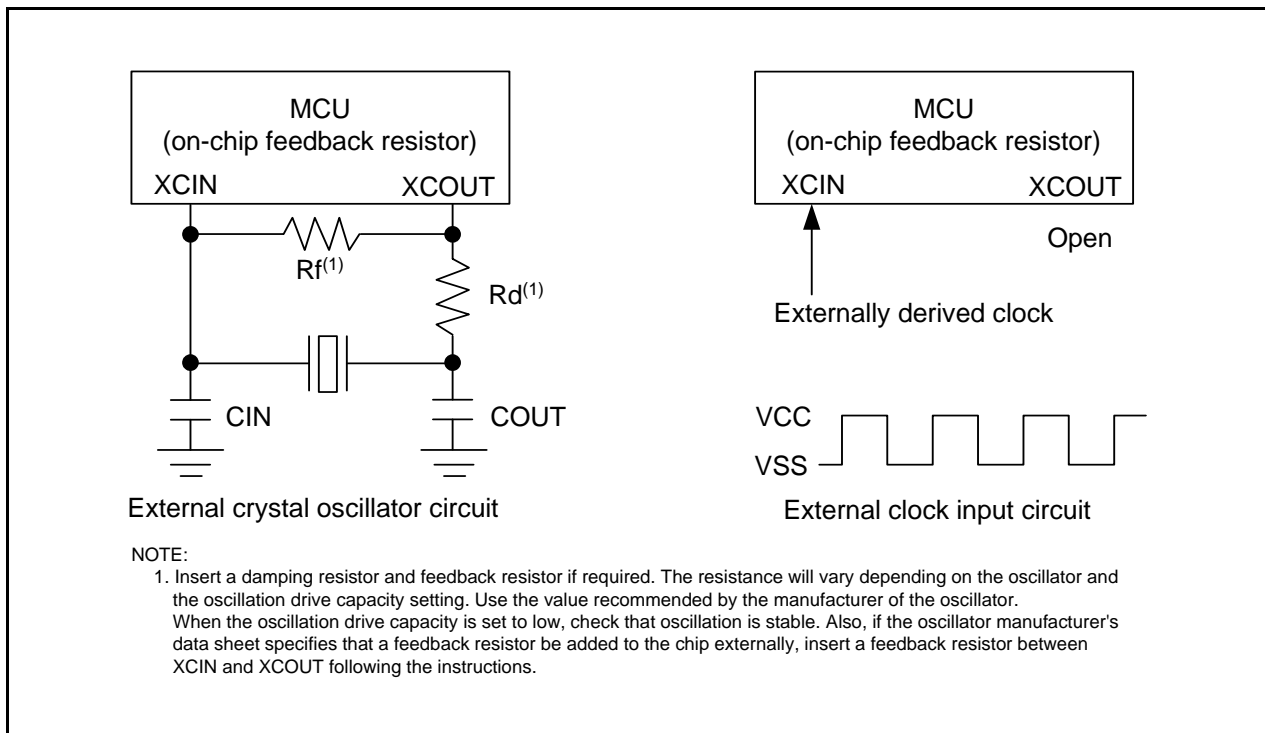 MCU
(on-chip feedback resistor)
XCIN XCOUT
Rf(1)
Rd(1)
CIN COUT
External crystal oscillator circuit
MCU
(on-chip feedback resistor)
XCIN XCOUT
Open
Externally derived clock
VCC
VSS
External clock input circuit
NOTE:
1. Insert a damping resistor and feedback resistor if required. The resistance will vary depending on the oscillator and
the oscillation drive capacity setting. Use the value recommended by the manufacturer of the oscillator.
When the oscillation drive capacity is set to low, check that oscillation is stable. Also, if the oscillator manufacturer's
data sheet specifies that a feedback resistor be added to the chip externally, insert a feedback resistor between
XCIN and XCOUT following the instructions.